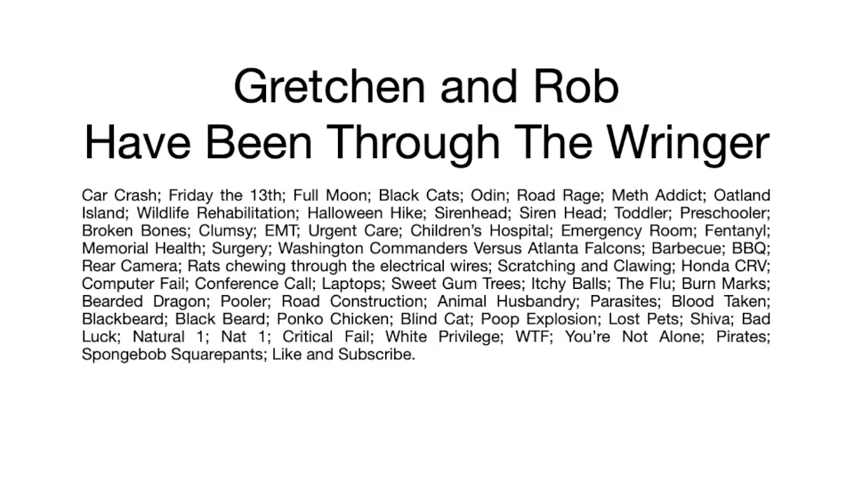 Gretchen and Rob
Have Been Through The Wringer
Car Crash; Friday the 13th; Full Moon; Black Cats; Odin; Road Rage; Meth Addict; Oatland
Island; Wildlife Rehabilitation; Halloween Hike; Sirenhead; Siren Head; Toddler; Preschooler;
Broken Bones; Clumsy; EMT; Urgent Care; Children’s Hospital; Emergency Room; Fentanyl;
Memorial Health; Surgery; Washington Commanders Versus Atlanta Falcons; Barbecue; BBQ;
Rear Camera; Rats chewing through the electrical wires; Scratching and Clawing; Honda CRV;
Computer Fail; Conference Call; Laptops; Sweet Gum Trees; Itchy Balls; The Flu; Burn Marks;
Bearded Dragon; Pooler; Road Construction; Animal Husbandry; Parasites; Blood Taken;
Blackbeard; Black Beard; Ponko Chicken; Blind Cat; Poop Explosion; Lost Pets; Shiva; Bad
Luck; Natural 1; Nat 1; Critical Fail; White Privilege; WTF; You’re Not Alone; Pirates;
Spongebob Squarepants; Like and Subscribe.